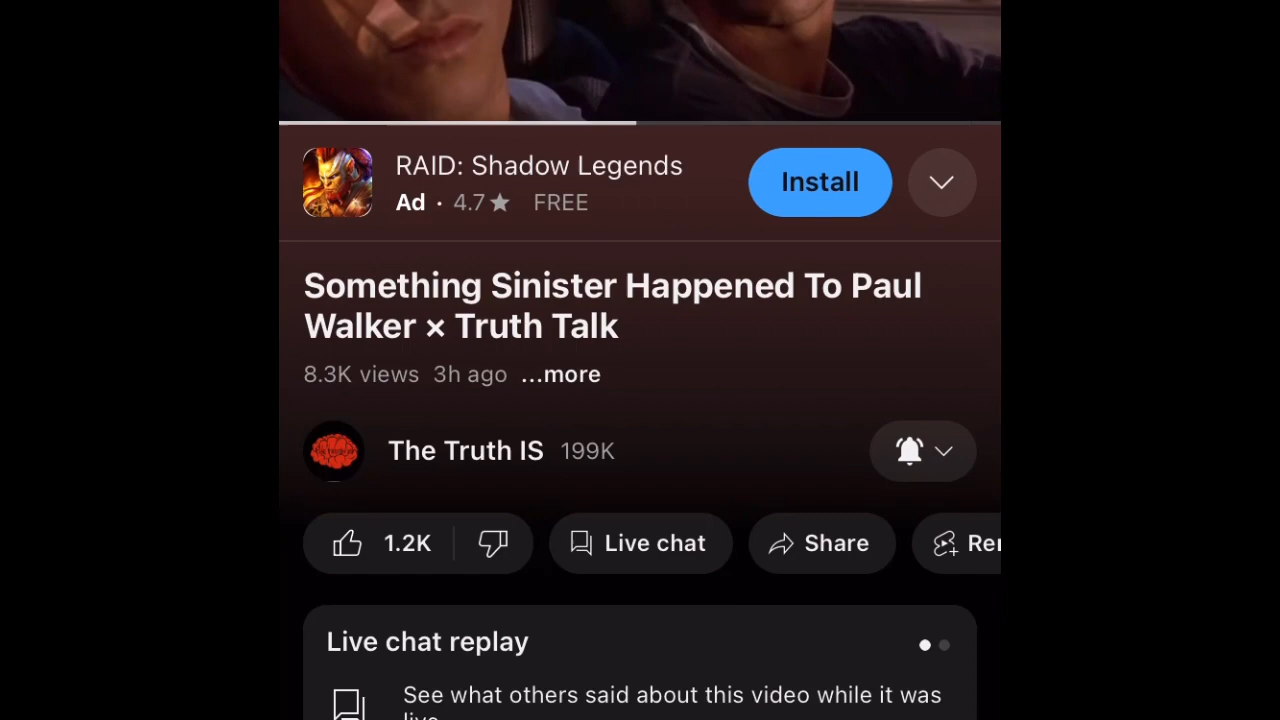 RAID: Shadow Legends
Install
Ad · 4.7★ FREE
Something Sinister Happened To Paul
Walker × Truth Talk
8.3K views 3h ago ...more
The Truth IS 199K
1.2K
Live chat
Share
Live chat replay
See what others said about this video while it was